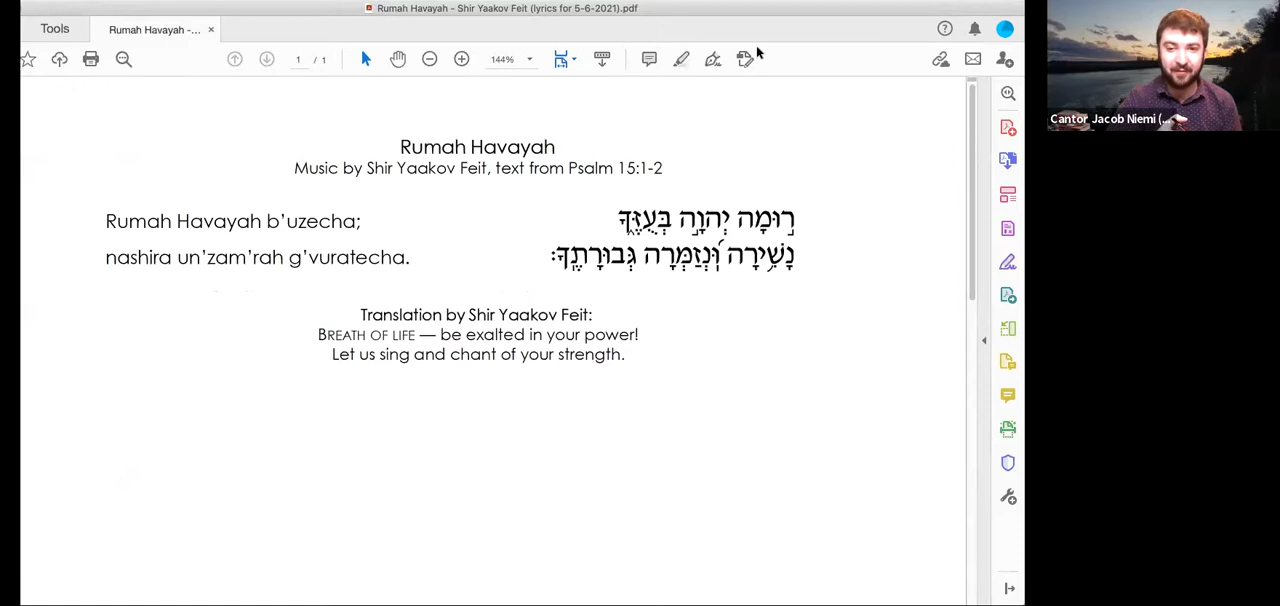 Rumah Havayah - Shir Yaakov Feit (lyrics for 5-6-2021).pdf
Tools
Rumah Havayah -...
1 / 1
144%
Cantor Jacob Niemi (...
Rumah Havayah
Music by Shir Yaakov Feit, text from Psalm 15:1-2
Rumah Havayah b'uzecha;
רוּמָה יְהוָה בְּעֻזֶּךָ
nashira un'zam'rah g'vuratecha.
נָשִׁירָה וּנְזַמְּרָה גְּבוּרָתֶךָ׃
Translation by Shir Yaakov Feit:
BREATH OF LIFE — be exalted in your power!
Let us sing and chant of your strength.